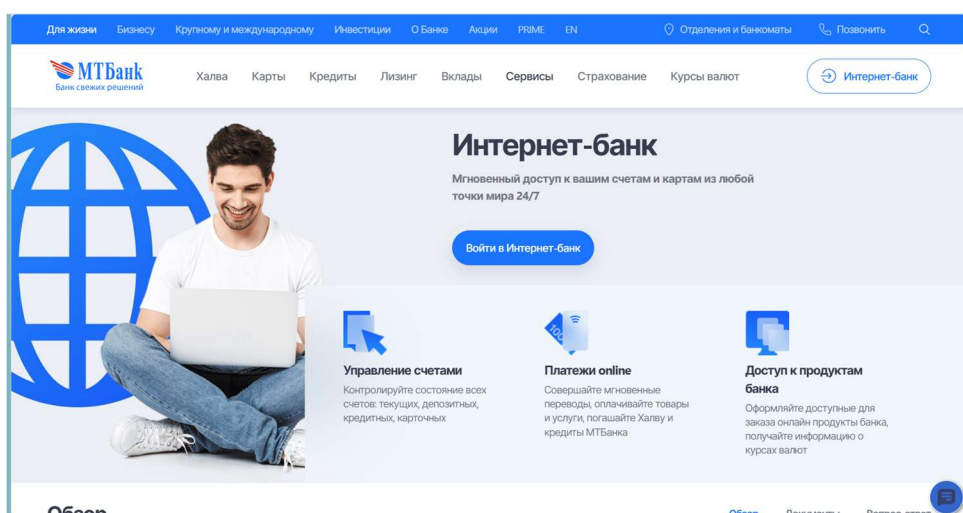 Для жизни Бизнесу Крупному и международному Инвестиции О Банке Акции PRIME EN Отделения и банкоматы Позвонить
МТБанк
Банк свежих решений
Халва Карты Кредиты Лизинг Вклады Сервисы Страхование Курсы валют Интернет-банк
Интернет-банк
Мгновенный доступ к вашим счетам и картам из любой
точки мира 24/7
Войти в Интернет-банк
Управление счетами
Контролируйте состояние всех
счетов: текущих, депозитных,
кредитных, карточных
100
Платежи online
Совершайте мгновенные
переводы, оплачивайте товары
и услуги, погашайте Халву и
кредиты МТБанка
Доступ к продуктам
банка
Оформляйте доступные для
заказа онлайн продукты банка,
получайте информацию о
курсах валют
Обзор
Обзор Документы Вопрос-ответ